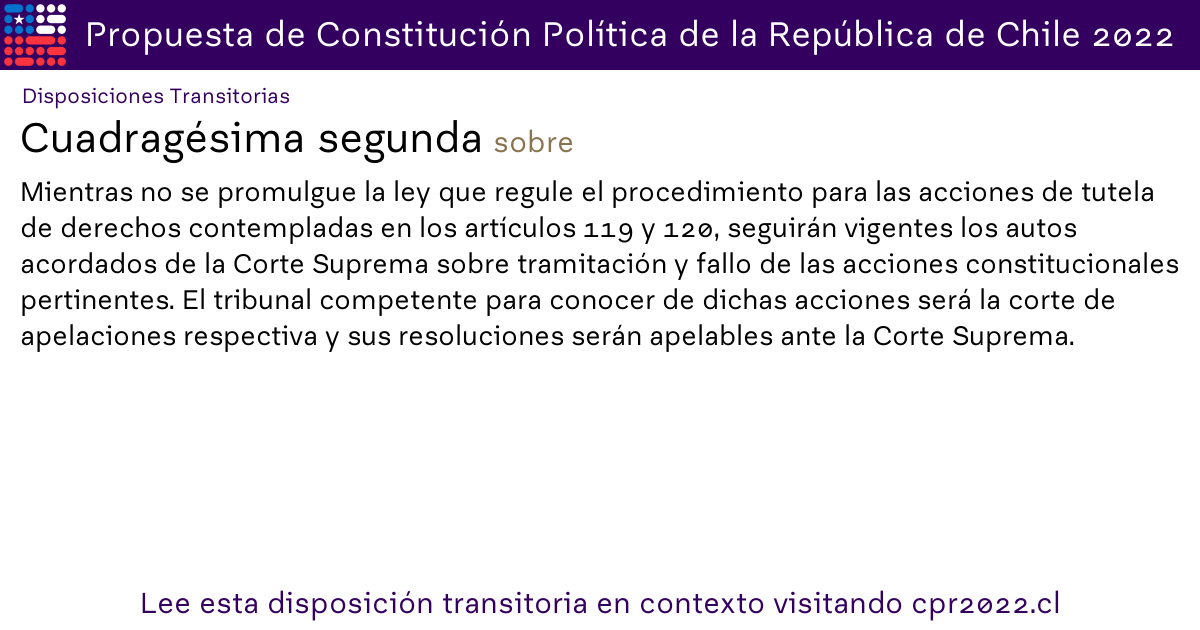 Propuesta de Constitución Política de la República de Chile 2022
Disposiciones Transitorias
Cuadragésima segunda sobre
Mientras no se promulgue la ley que regule el procedimiento para las acciones de tutela
de derechos contempladas en los artículos 119 y 120, seguirán vigentes los autos
acordados de la Corte Suprema sobre tramitación y fallo de las acciones constitucionales
pertinentes. El tribunal competente para conocer de dichas acciones será la corte de
apelaciones respectiva y sus resoluciones serán apelables ante la Corte Suprema.
Lee esta disposición transitoria en contexto visitando cpr2022.cl